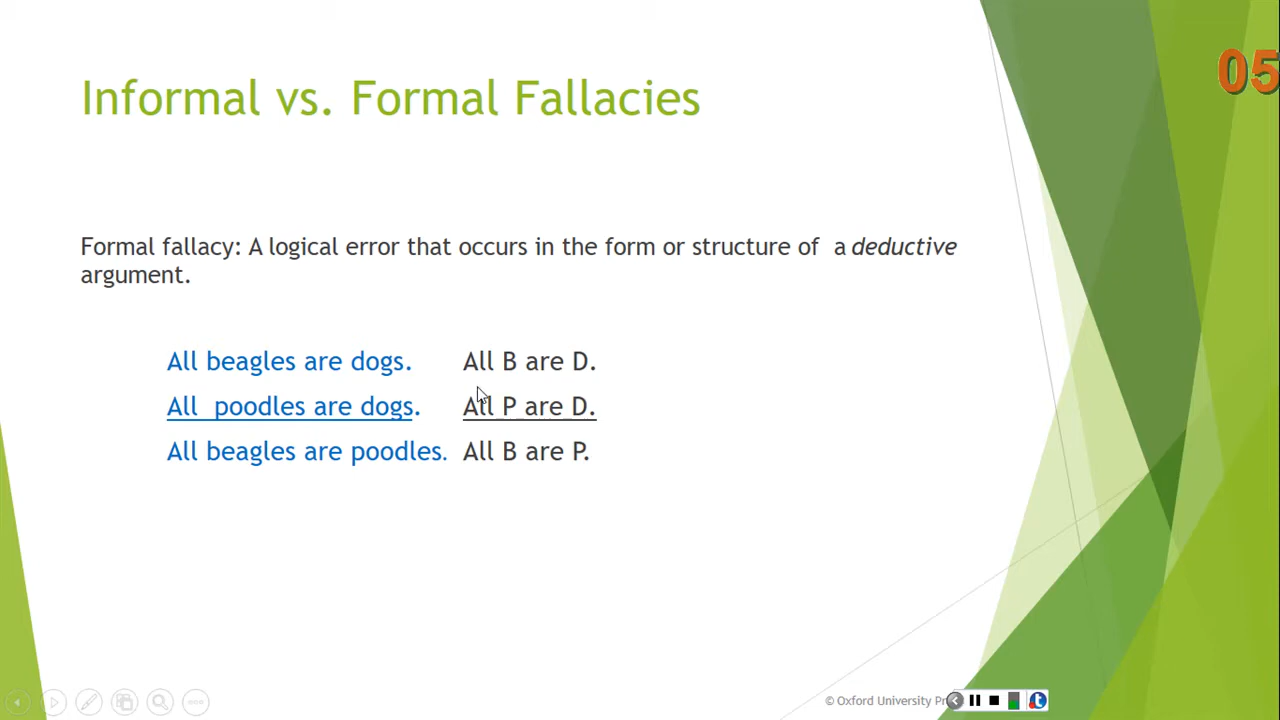 05
Informal vs. Formal Fallacies
Formal fallacy: A logical error that occurs in the form or structure of a deductive
argument.
All beagles are dogs. All B are D.
All poodles are dogs. All P are D.
All beagles are poodles. All B are P.
© Oxford University Pr